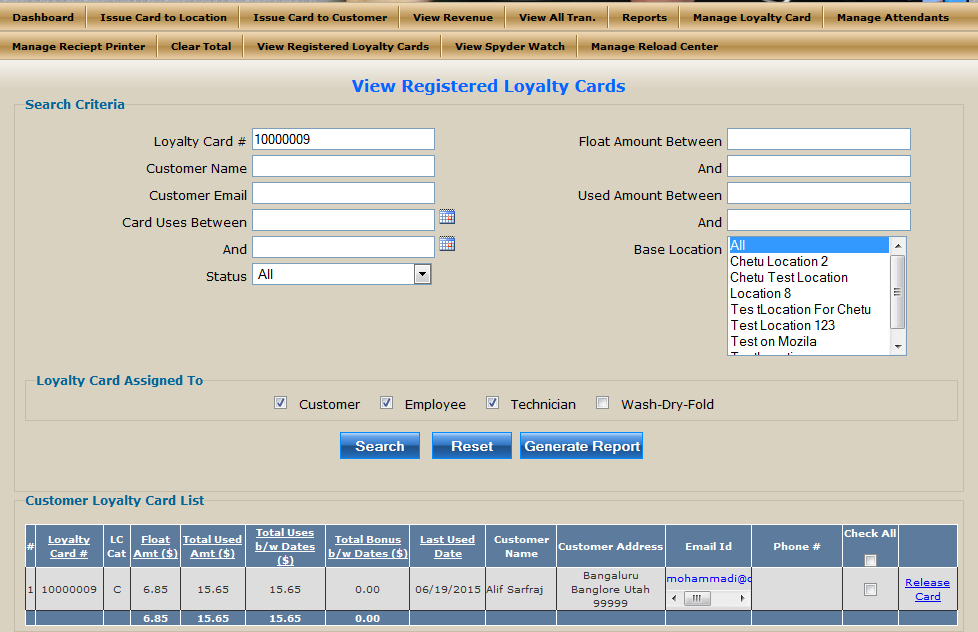 Dashboard Issue Card to Location Issue Card to Customer View Revenue View All Tran. Reports Manage Loyalty Card Manage Attendants
Manage Reciept Printer Clear Total View Registered Loyalty Cards View Spyder Watch Manage Reload Center
View Registered Loyalty Cards
Search Criteria
Loyalty Card # 10000009 Float Amount Between
Customer Name And
Customer Email Used Amount Between
Card Uses Between And
And Base Location All
Chetu Location 2
Status All Chetu Test Location
Location 8
Tes tLocation For Chetu
Test Location 123
Test on Mozila
Loyalty Card Assigned To
Customer Employee Technician Wash-Dry-Fold
Search Reset Generate Report
Customer Loyalty Card List
# Loyalty Card # LC Cat Float Amt ($) Total Used Amt ($) Total Uses b/w Dates ($) Total Bonus b/w Dates ($) Last Used Date Customer Name Customer Address Email Id Phone # Check All
1 10000009 C 6.85 15.65 15.65 0.00 06/19/2015 Alif Sarfraj Bangaluru Banglore Utah 99999 mohammadi@ Release Card
6.85 15.65 15.65 0.00